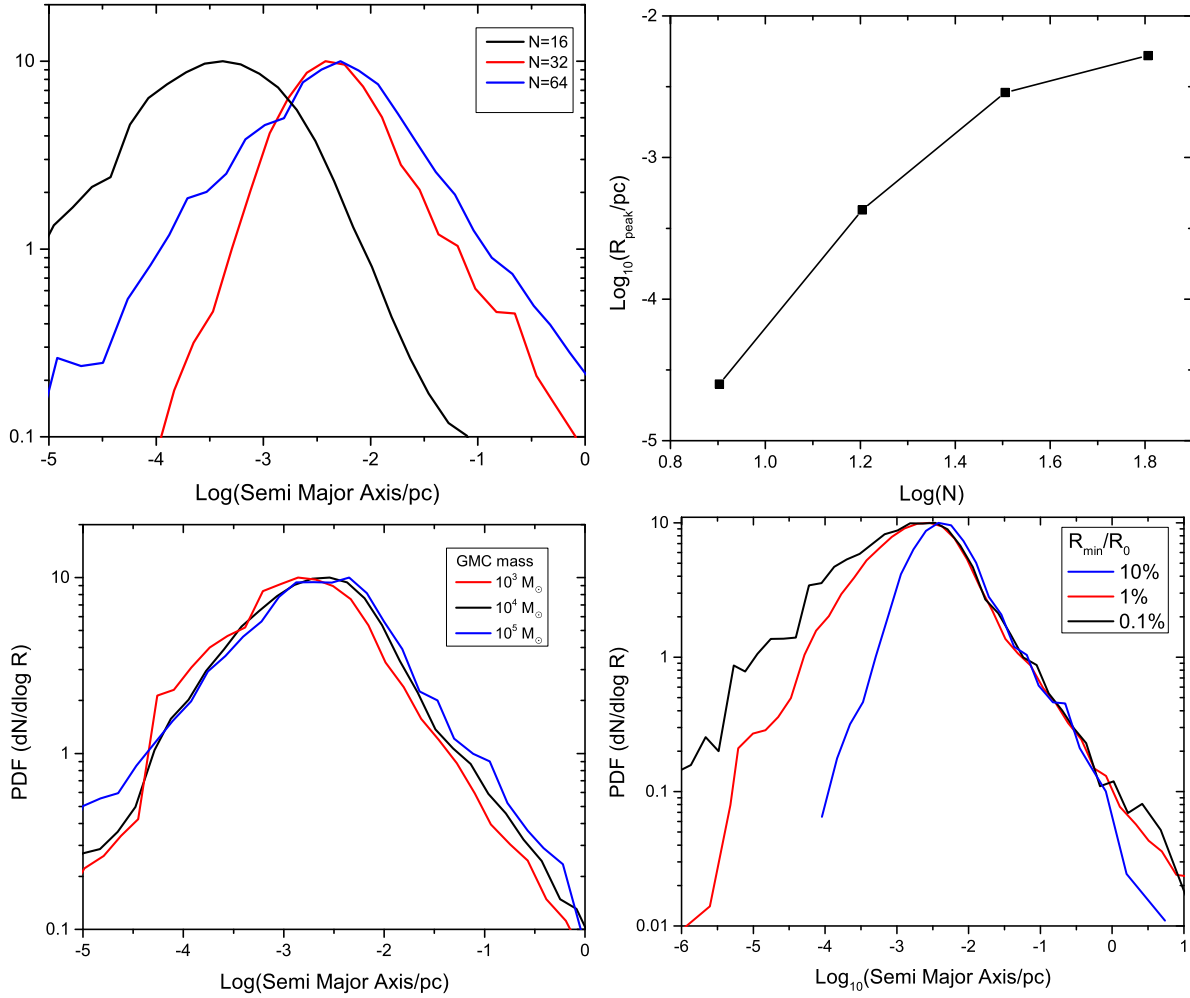 10
1
0.1
-5
-4
-3
-2
-1
0
Log(Semi Major Axis/pc)
N=16
N=32
N=64
-2
-3
-4
-5
Log₁₀(R_peak/pc)
0.8
1.0
1.2
1.4
1.6
1.8
Log(N)
PDF (dN/dlog R)
10
1
0.1
-5
-4
-3
-2
-1
0
Log(Semi Major Axis/pc)
GMC mass
10³ M☉
10⁴ M☉
10⁵ M☉
PDF (dN/dlog R)
10
1
0.1
0.01
-6
-5
-4
-3
-2
-1
0
1
Log₁₀(Semi Major Axis/pc)
R_min/R₀
10%
1%
0.1%